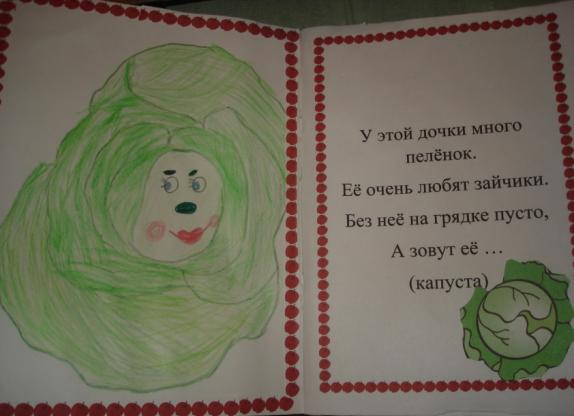 У этой дочки много
пелёнок.
Её очень любят зайчики.
Без неё на грядке пусто,
А зовут её …
(капуста)